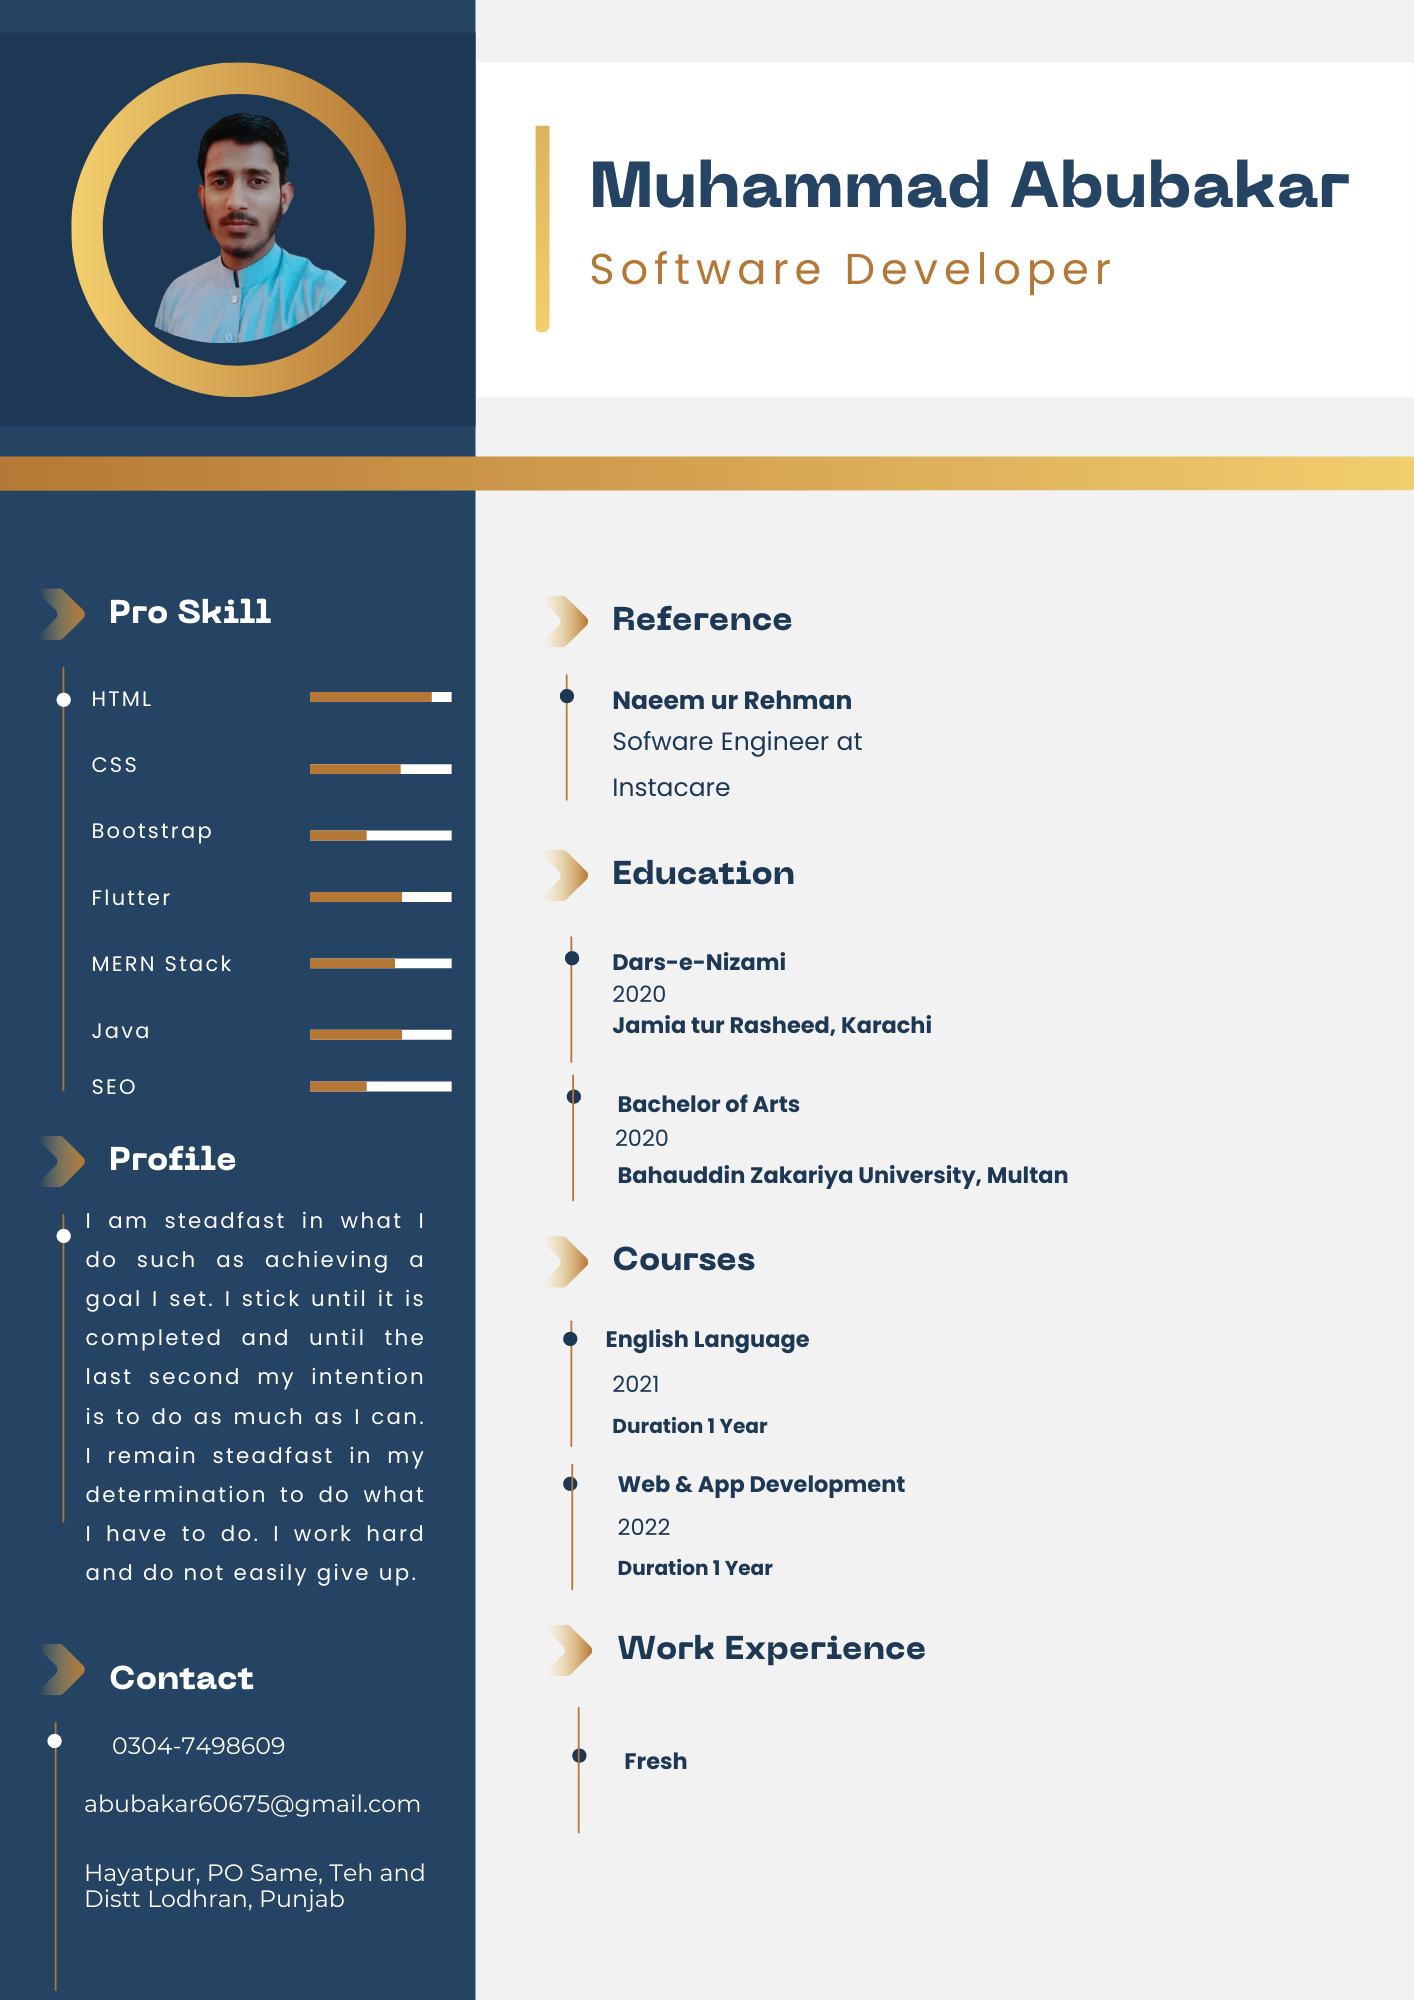 Muhammad Abubakar
Software Developer
Pro Skill
HTML
CSS
Bootstrap
Flutter
MERN Stack
Java
SEO
Profile
I am steadfast in what I
do such as achieving a
goal I set. I stick until it is
completed and until the
last second my intention
is to do as much as I can.
I remain steadfast in my
determination to do what
I have to do. I work hard
and do not easily give up.
Contact
0304-7498609
abubakar60675@gmail.com
Hayatpur, PO Same, Teh and
Distt Lodhran, Punjab
Reference
Naeem ur Rehman
Sofware Engineer at
Instacare
Education
Dars-e-Nizami
2020
Jamia tur Rasheed, Karachi
Bachelor of Arts
2020
Bahauddin Zakariya University, Multan
Courses
English Language
2021
Duration 1 Year
Web & App Development
2022
Duration 1 Year
Work Experience
Fresh